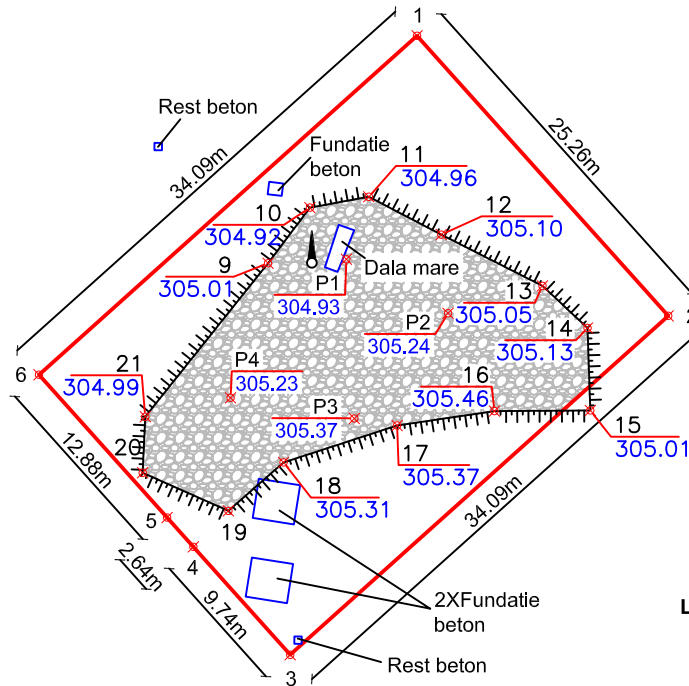 1
Rest beton
34.09m
25.26m
Fundatie
beton
11
304.96
10
304.92
12
305.10
9
305.01
Dala mare
P1
304.93
13
305.05
P2
305.24
14
305.13
2
6
21
304.99
P4
305.23
16
305.46
P3
305.37
15
305.01
17
305.37
12.88m
20
18
305.31
34.09m
5
19
4
2.64m
9.74m
2XFundatie
beton
L
Rest beton
3